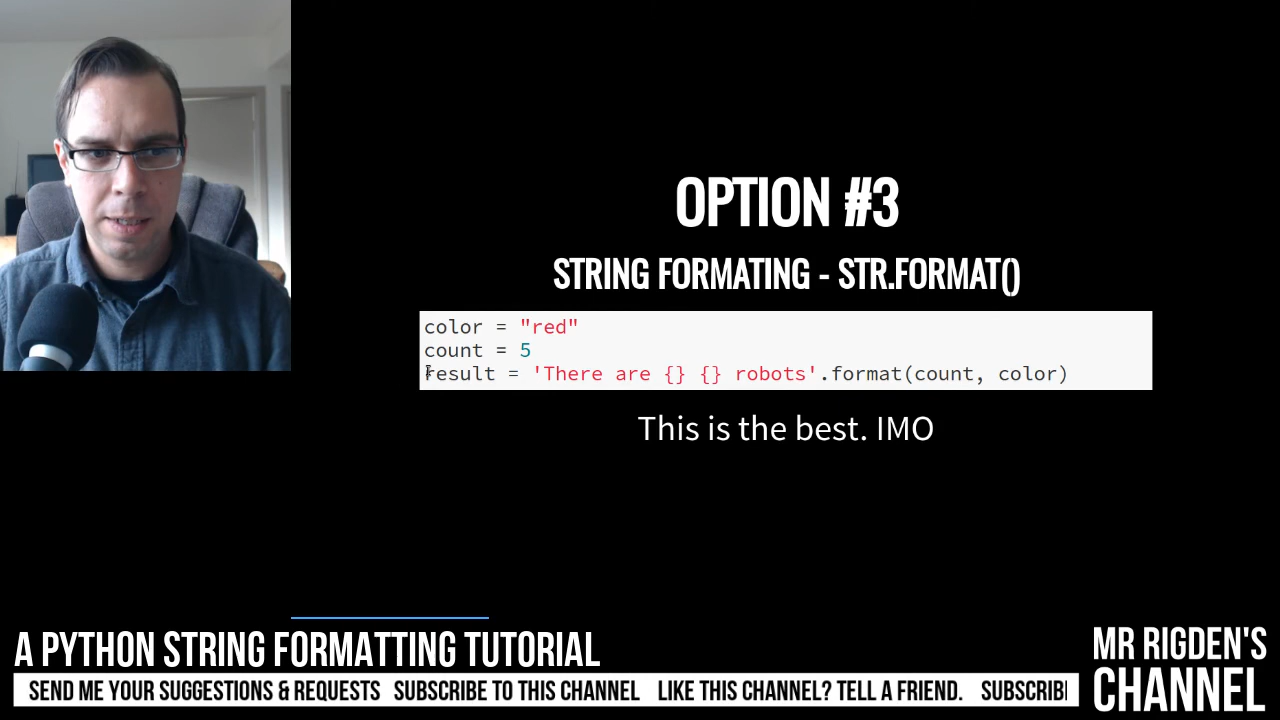 OPTION #3
STRING FORMATING - STR.FORMAT()
color = "red"
count = 5
result = 'There are {} {} robots'.format(count, color)
This is the best. IMO
A PYTHON STRING FORMATTING TUTORIAL
SEND ME YOUR SUGGESTIONS & REQUESTS SUBSCRIBE TO THIS CHANNEL LIKE THIS CHANNEL? TELL A FRIEND. SUBSCRIB
MR RIGDEN'S
CHANNEL